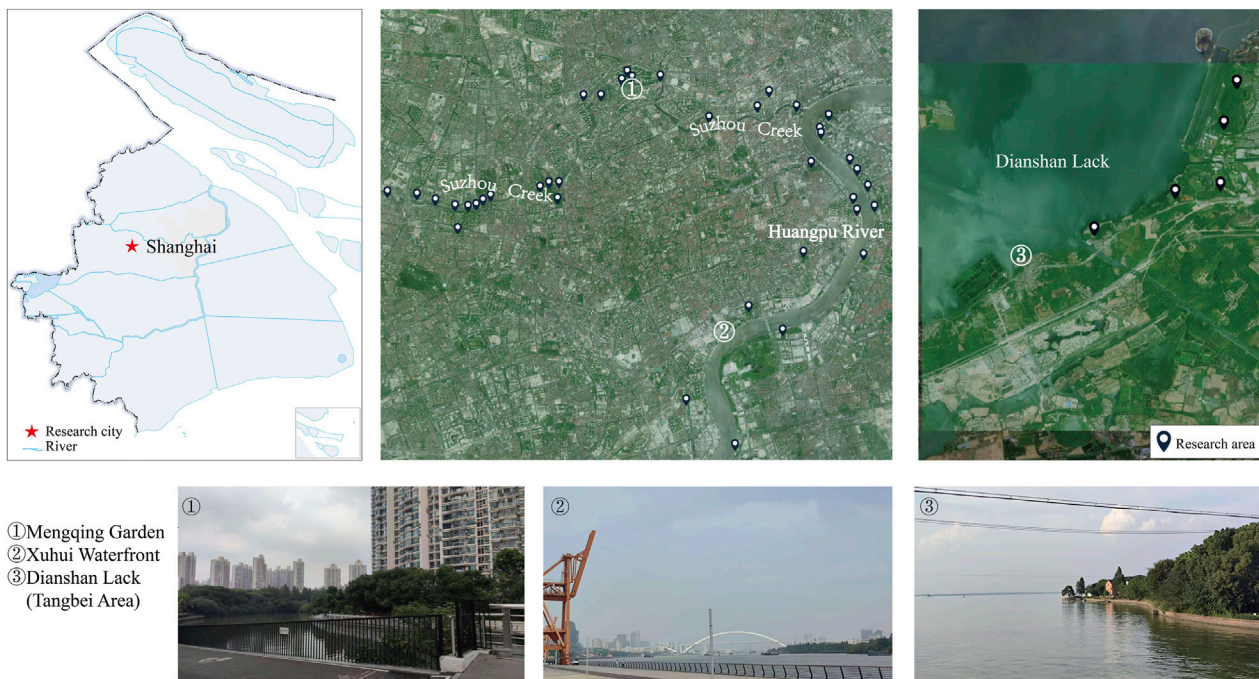 Shanghai
Research city
River
①
Suzhou Creek
Suzhou Creek
Huangpu River
②
Dianshan Lack
③
Research area
①Mengqing Garden
②Xuhui Waterfront
③Dianshan Lack
(Tangbei Area)
①
②
③